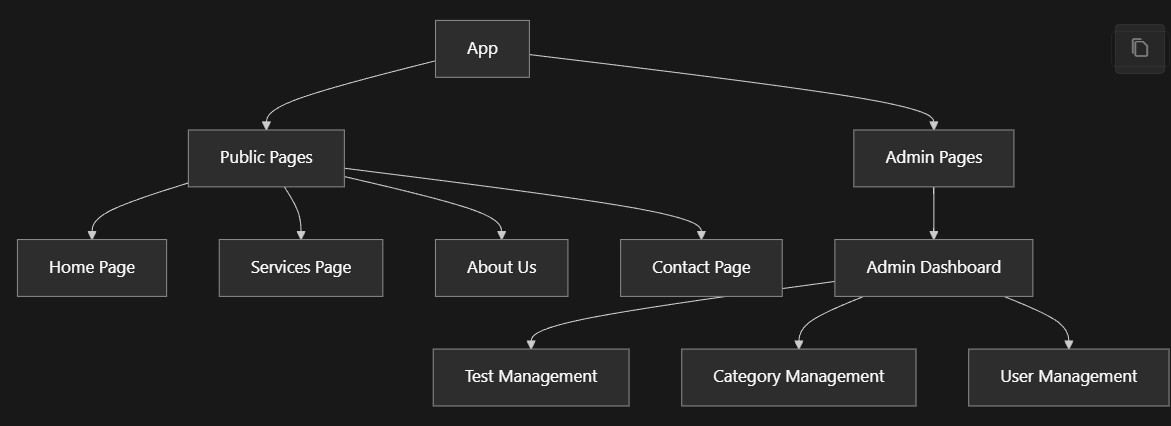 App
Public Pages
Admin Pages
Home Page
Services Page
About Us
Contact Page
Admin Dashboard
Test Management
Category Management
User Management